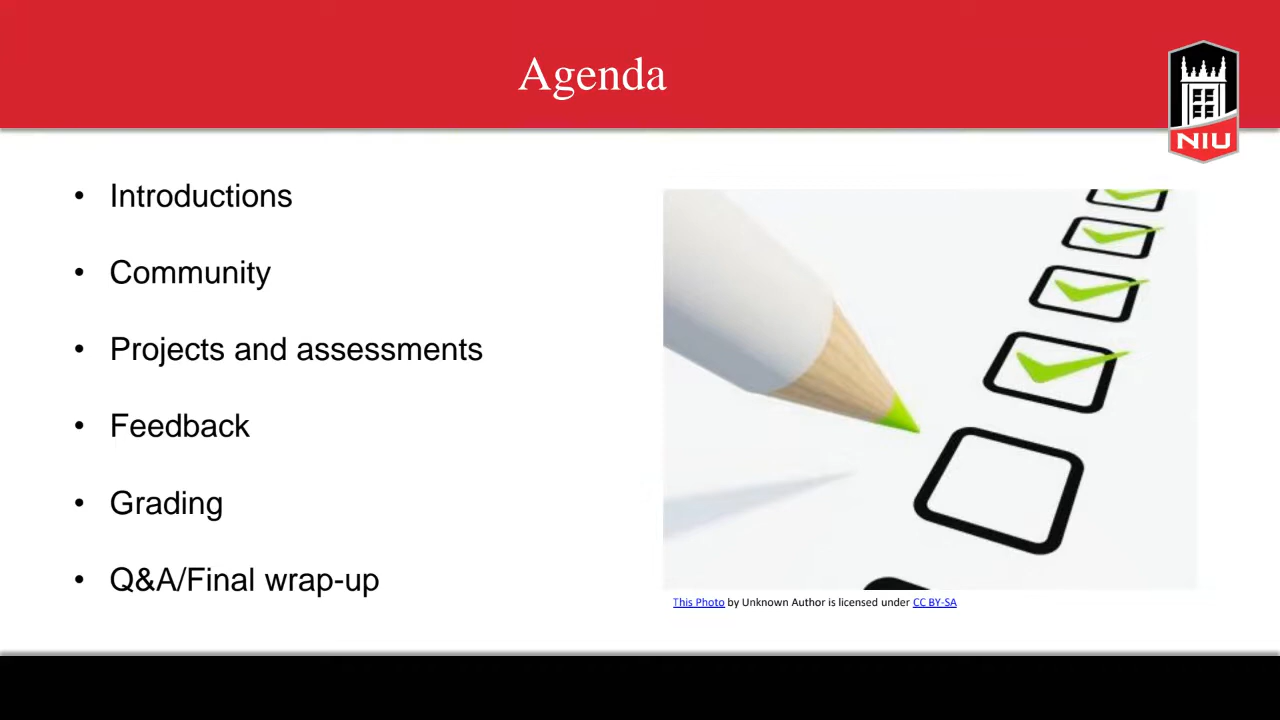 Agenda
NIU
• Introductions
• Community
• Projects and assessments
• Feedback
• Grading
• Q&A/Final wrap-up
This Photo by Unknown Author is licensed under CC BY-SA